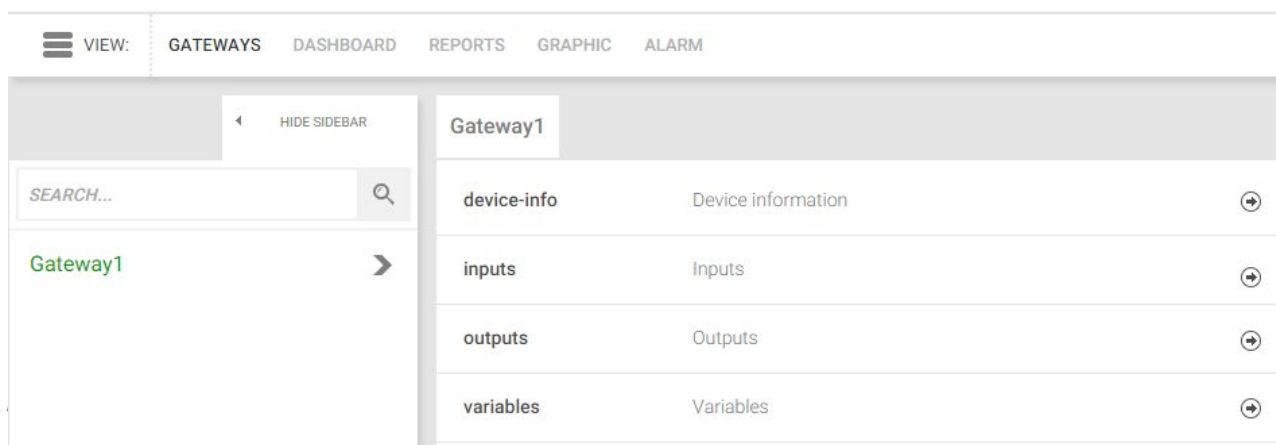 VIEW: GATEWAYS DASHBOARD REPORTS GRAPHIC ALARM
HIDE SIDEBAR
SEARCH...
Gateway1
Gateway1
device-info Device information
inputs Inputs
outputs Outputs
variables Variables